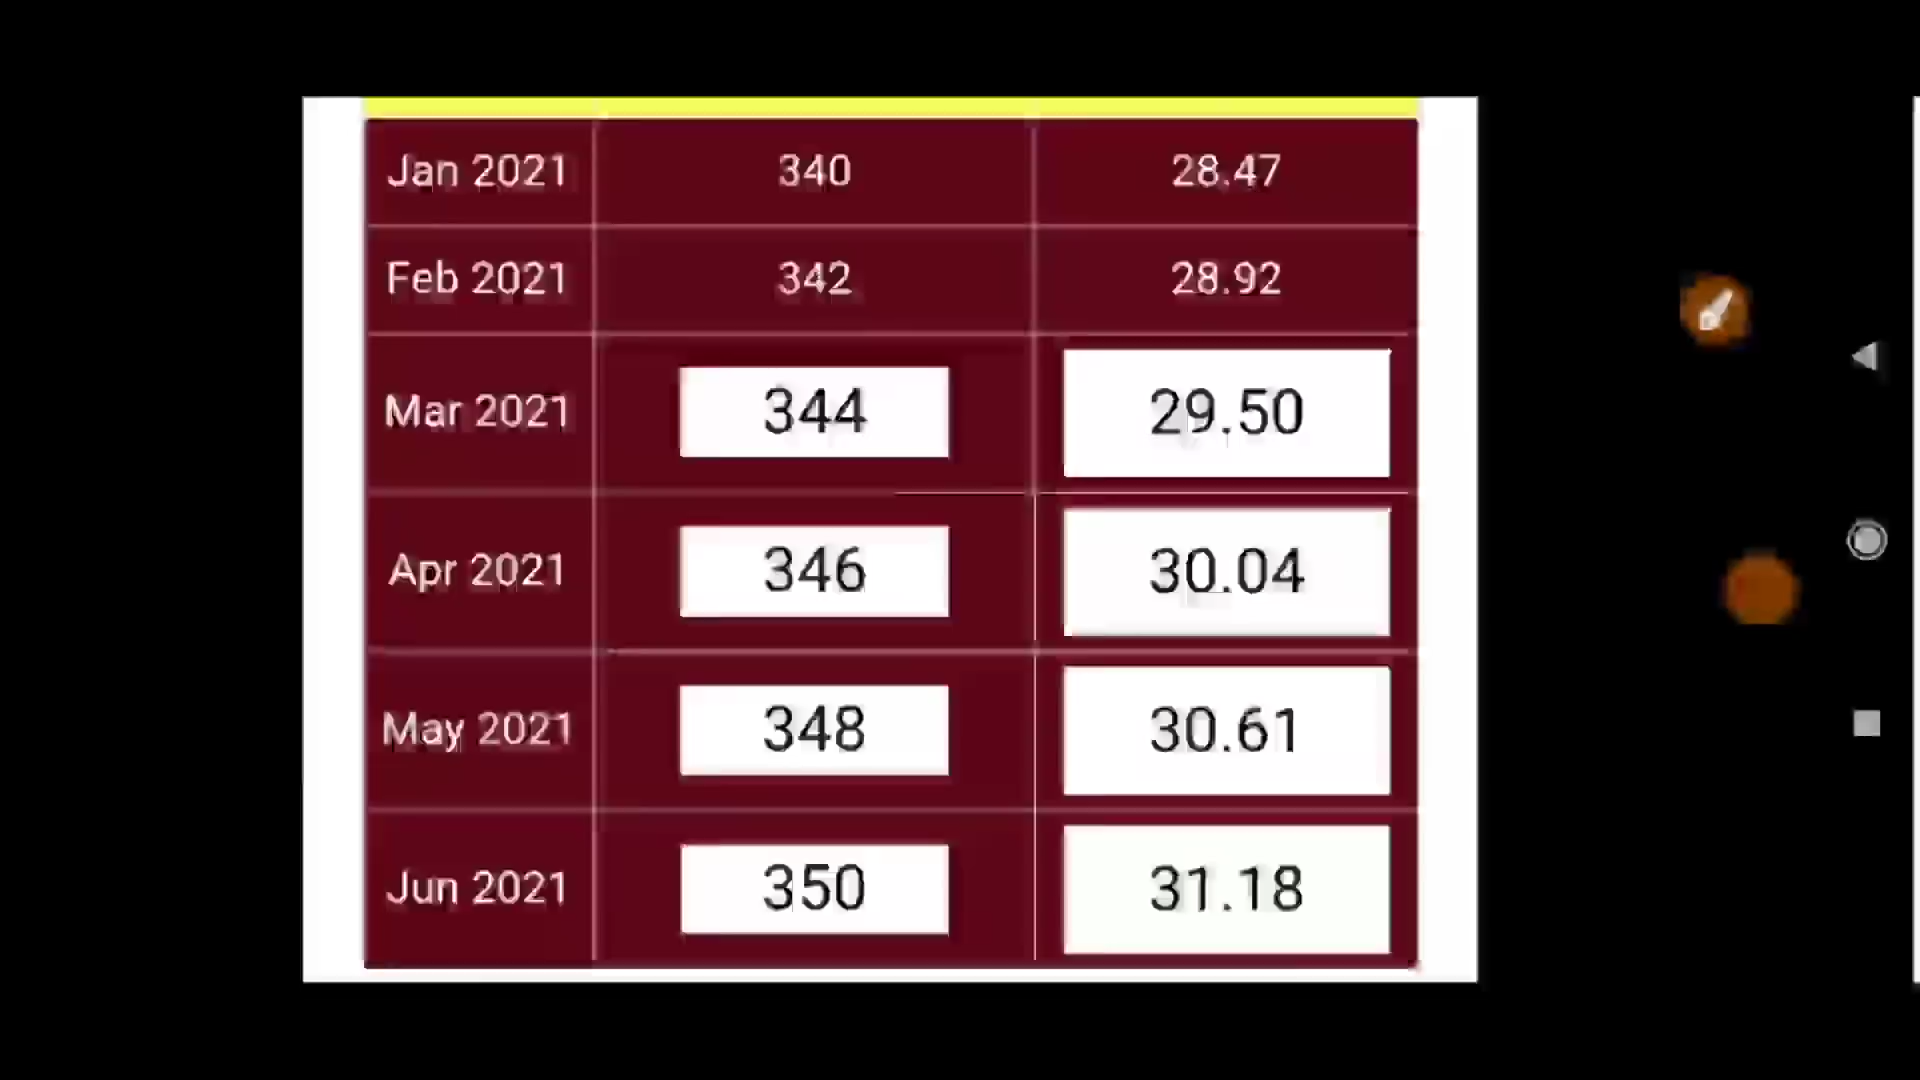 Jan 2021 340 28.47
Feb 2021 342 28.92
Mar 2021 344 29.50
Apr 2021 346 30.04
May 2021 348 30.61
Jun 2021 350 31.18